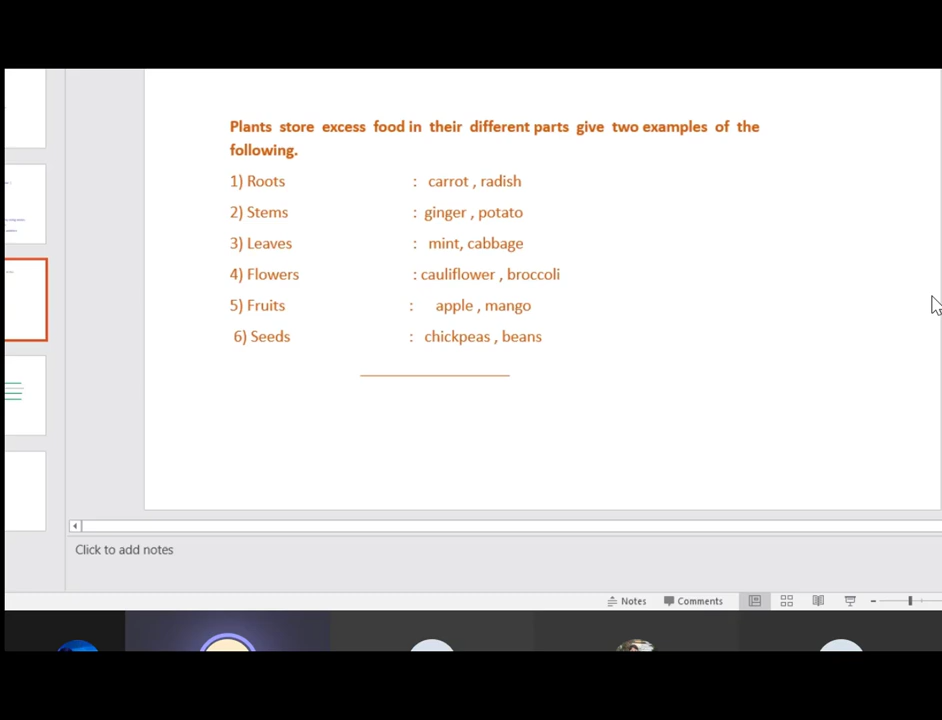 Plants store excess food in their different parts give two examples of the
following.
1) Roots : carrot , radish
2) Stems : ginger , potato
3) Leaves : mint, cabbage
4) Flowers : cauliflower , broccoli
5) Fruits : apple , mango
6) Seeds : chickpeas , beans
Click to add notes
Notes Comments